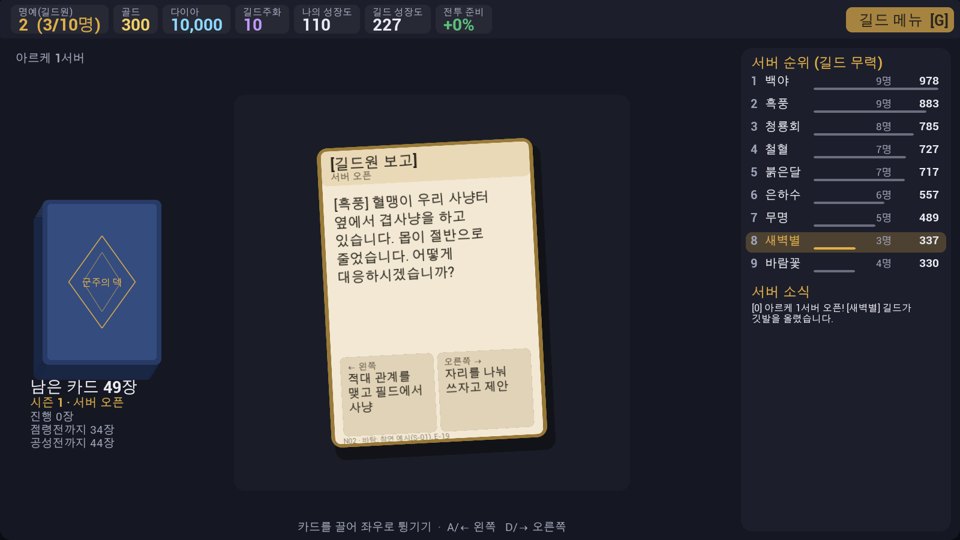 명예(길드원)
2 (3/10명)
골드
300
다이아
10,000
길드주화
10
나의 성장도
110
길드 성장도
227
전투 준비
+0%
길드 메뉴 [G]
아르케 1서버
군주의 덱
남은 카드 49장
시즌 1 · 서버 오픈
진행 0장
점령전까지 34장
공성전까지 44장
[길드원 보고]
서버 오픈
[흑풍] 혈맹이 우리 사냥터
옆에서 겹사냥을 하고
있습니다. 몹이 절반으로
줄었습니다. 어떻게
대응하시겠습니까?
← 왼쪽
적대 관계를
맺고 필드에서
사냥
오른쪽 →
자리를 나눠
쓰자고 제안
카드를 끌어 좌우로 튕기기 · A/← 왼쪽 D/→ 오른쪽
서버 순위 (길드 무력)
1 백야 9명 978
2 흑풍 9명 883
3 청룡회 8명 785
4 철혈 7명 727
5 붉은달 7명 717
6 은하수 6명 557
7 무명 5명 489
8 새벽별 3명 337
9 바람꽃 4명 330
서버 소식
[0] 아르케 1서버 오픈! [새벽별] 길드가
깃발을 올렸습니다.